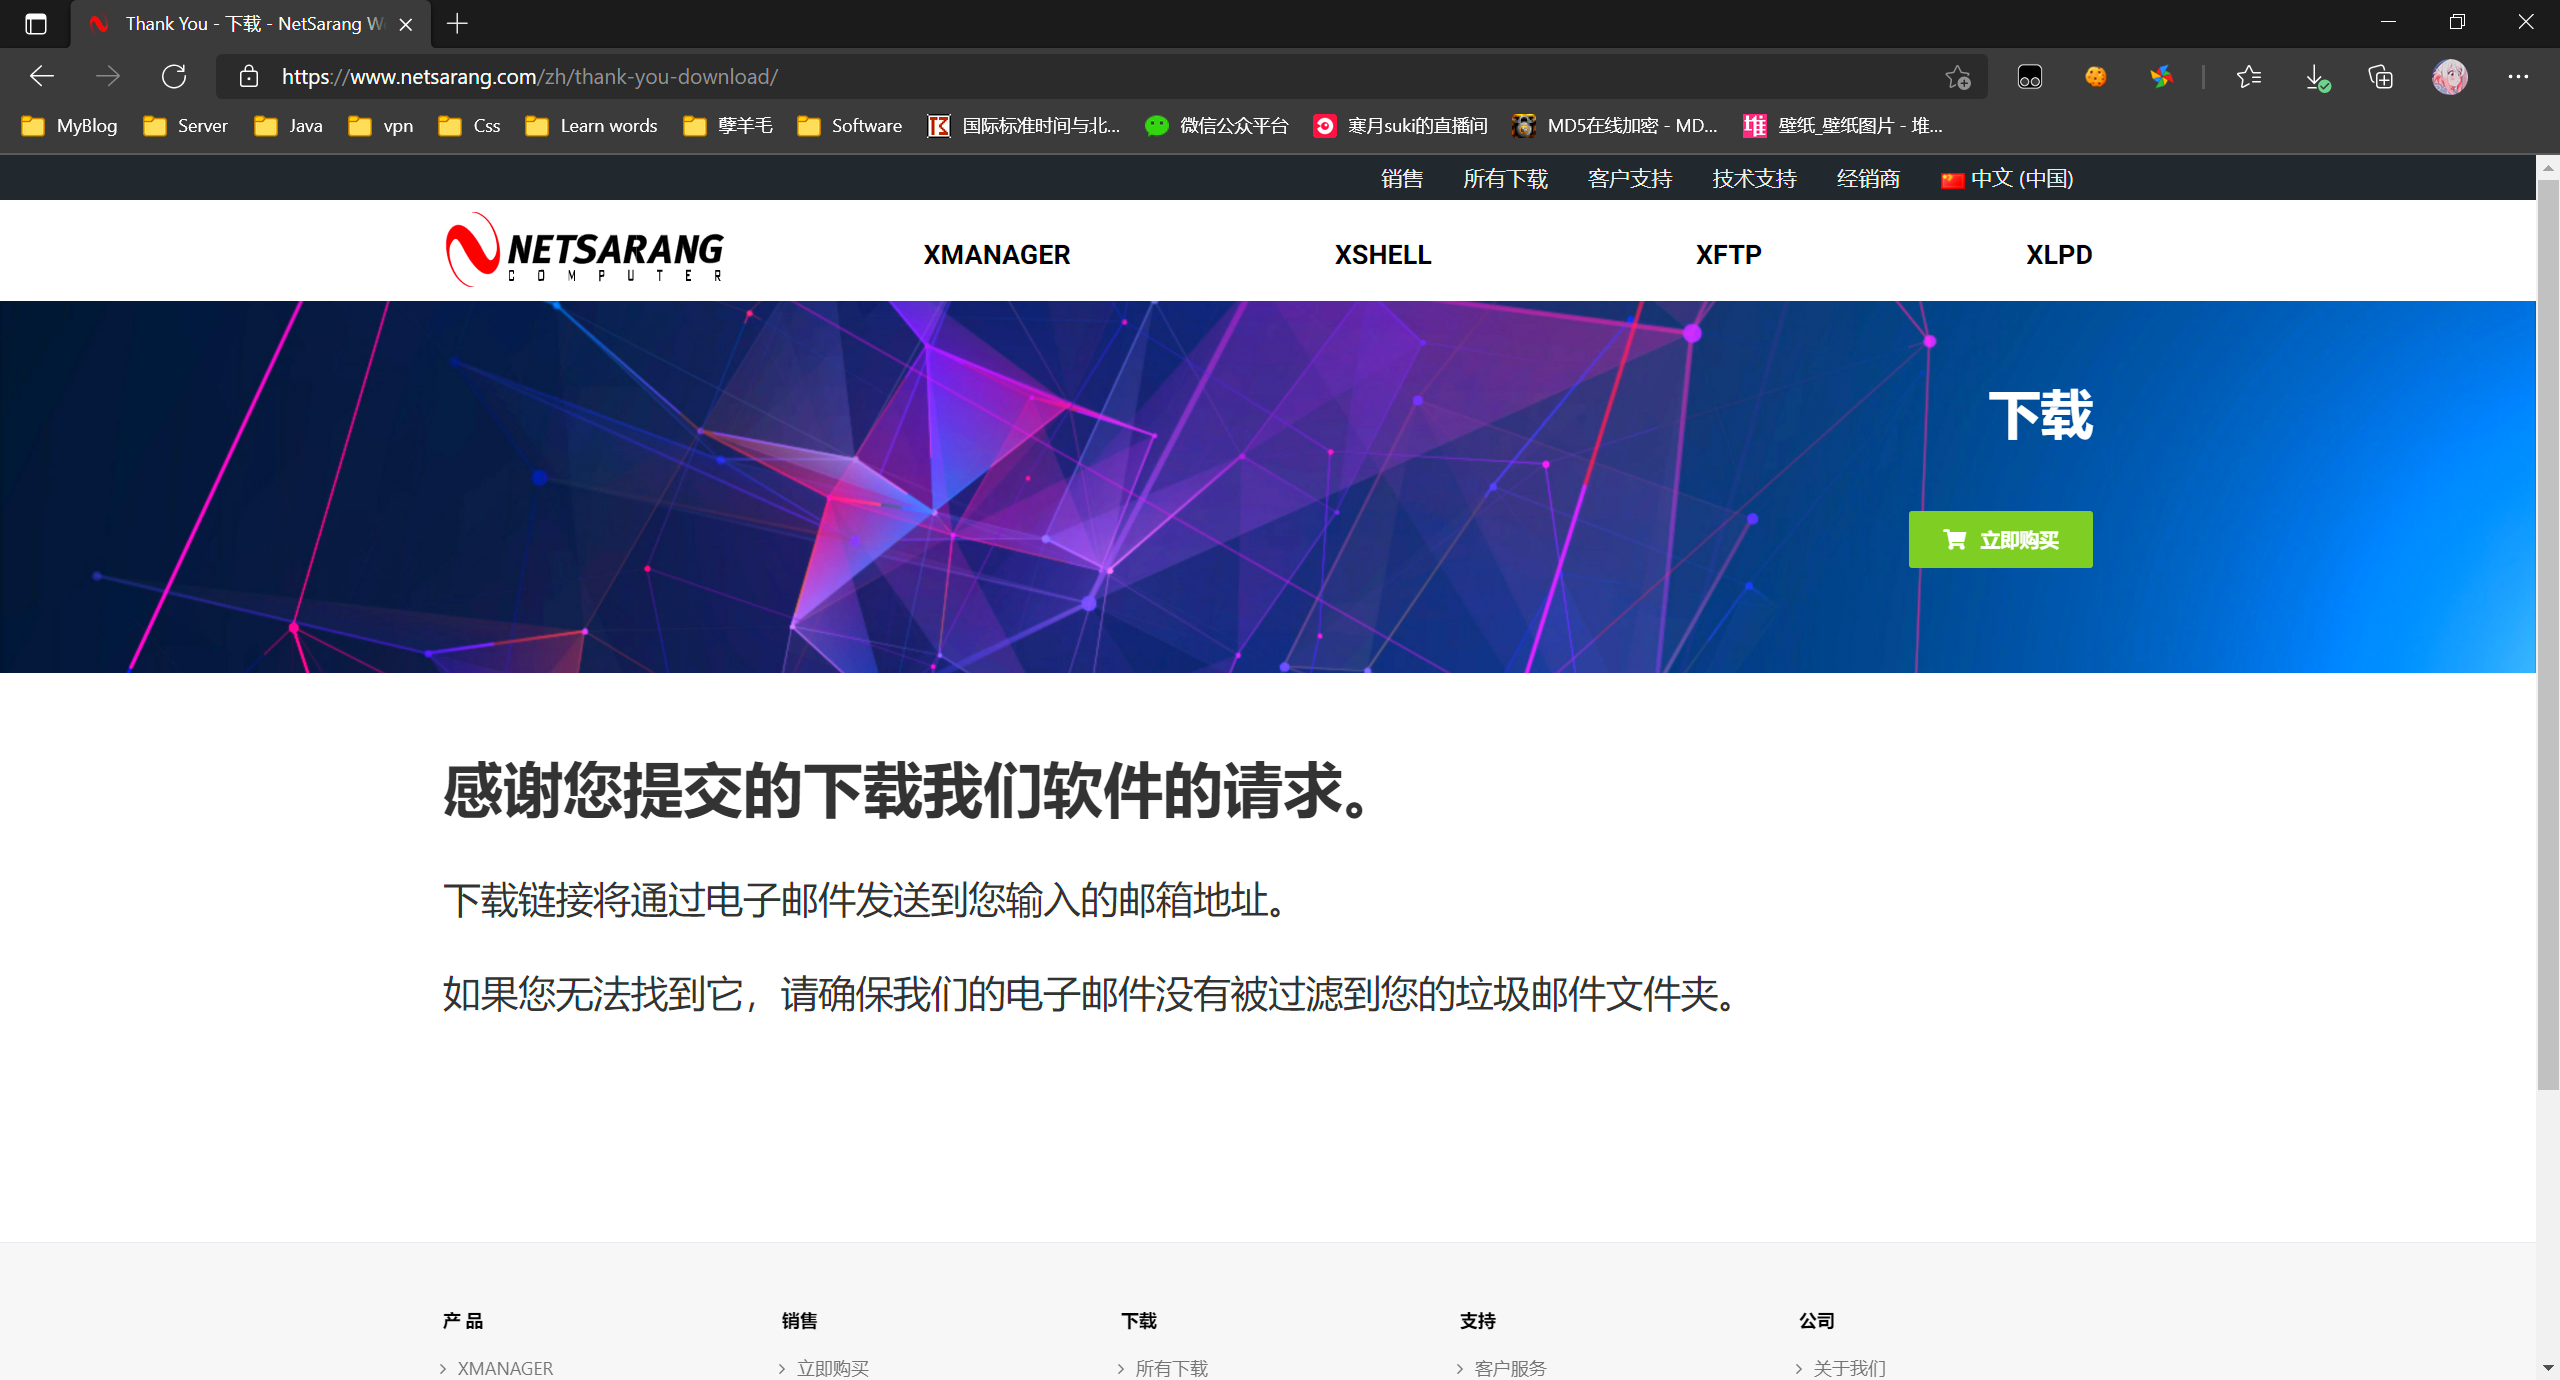 Thank You - 下载 - NetSarang W
https://www.netsarang.com/zh/thank-you-download/
MyBlog Server Java vpn Css Learn words 孽羊毛 Software 国际标准时间与北... 微信公众平台 寒月suki的直播间 MD5在线加密 - MD... 壁纸_壁纸图片 - 堆...
销售 所有下载 客户支持 技术支持 经销商 中文 (中国)
NETSARANG
COMPUTER
XMANAGER XSHELL XFTP XLPD
下载
立即购买
感谢您提交的下载我们软件的请求。
下载链接将通过电子邮件发送到您输入的邮箱地址。
如果您无法找到它，请确保我们的电子邮件没有被过滤到您的垃圾邮件文件夹。
产 品 销售 下载 支持 公司
XMANAGER 立即购买 所有下载 客户服务 关于我们